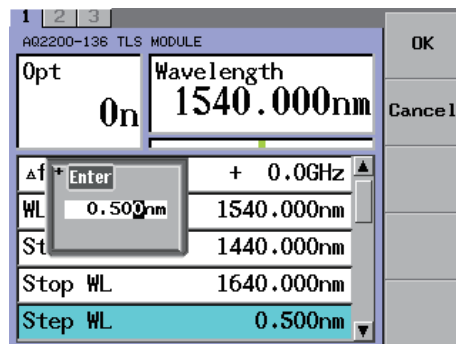 1 2 3
AQ2200-136 TLS MODULE
OK
Opt
On
Wavelength
1540.000nm
Cancel
Δf + 0.0GHz
Enter
0.500nm
WL 1540.000nm
St 1440.000nm
Stop WL 1640.000nm
Step WL 0.500nm